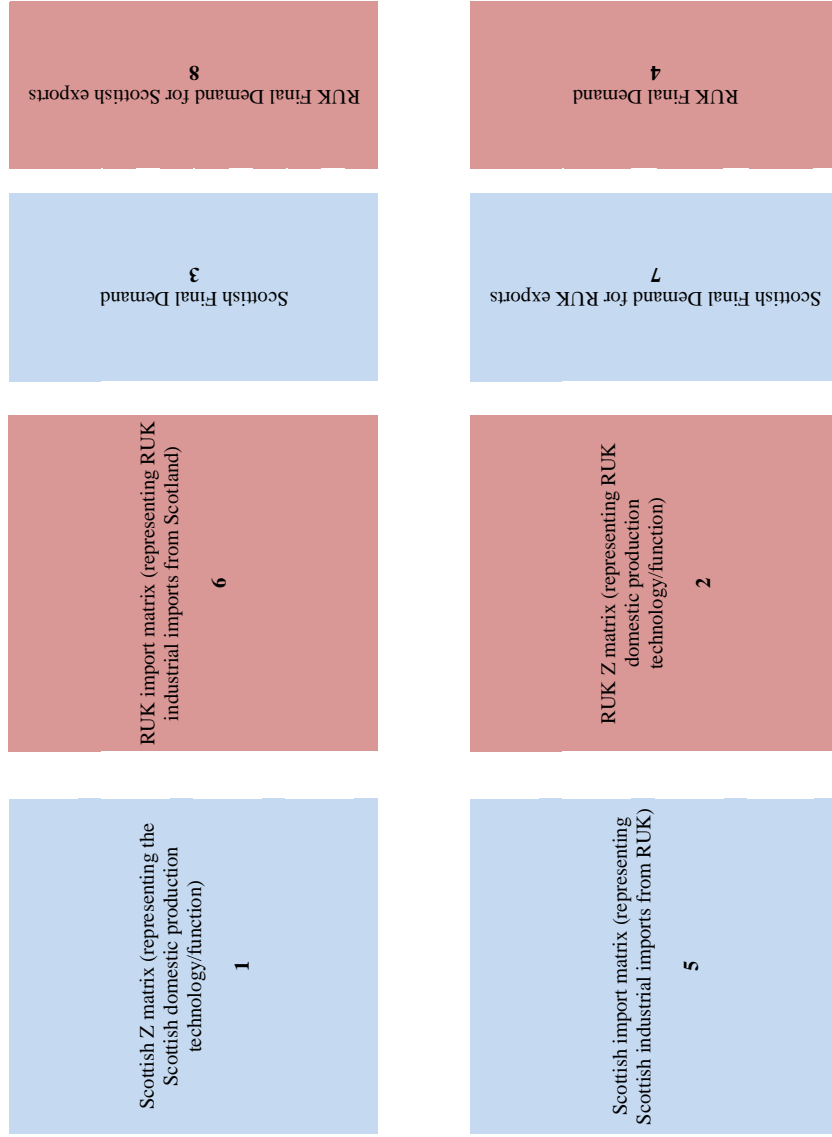 Scottish Z matrix (representing the
Scottish domestic production
technology/function)
1
RUK import matrix (representing RUK
industrial imports from Scotland)
6
Scottish Final Demand
3
RUK Final Demand for Scottish exports
8
Scottish import matrix (representing
Scottish industrial imports from RUK)
5
RUK Z matrix (representing RUK
domestic production
technology/function)
2
Scottish Final Demand for RUK exports
7
RUK Final Demand
4